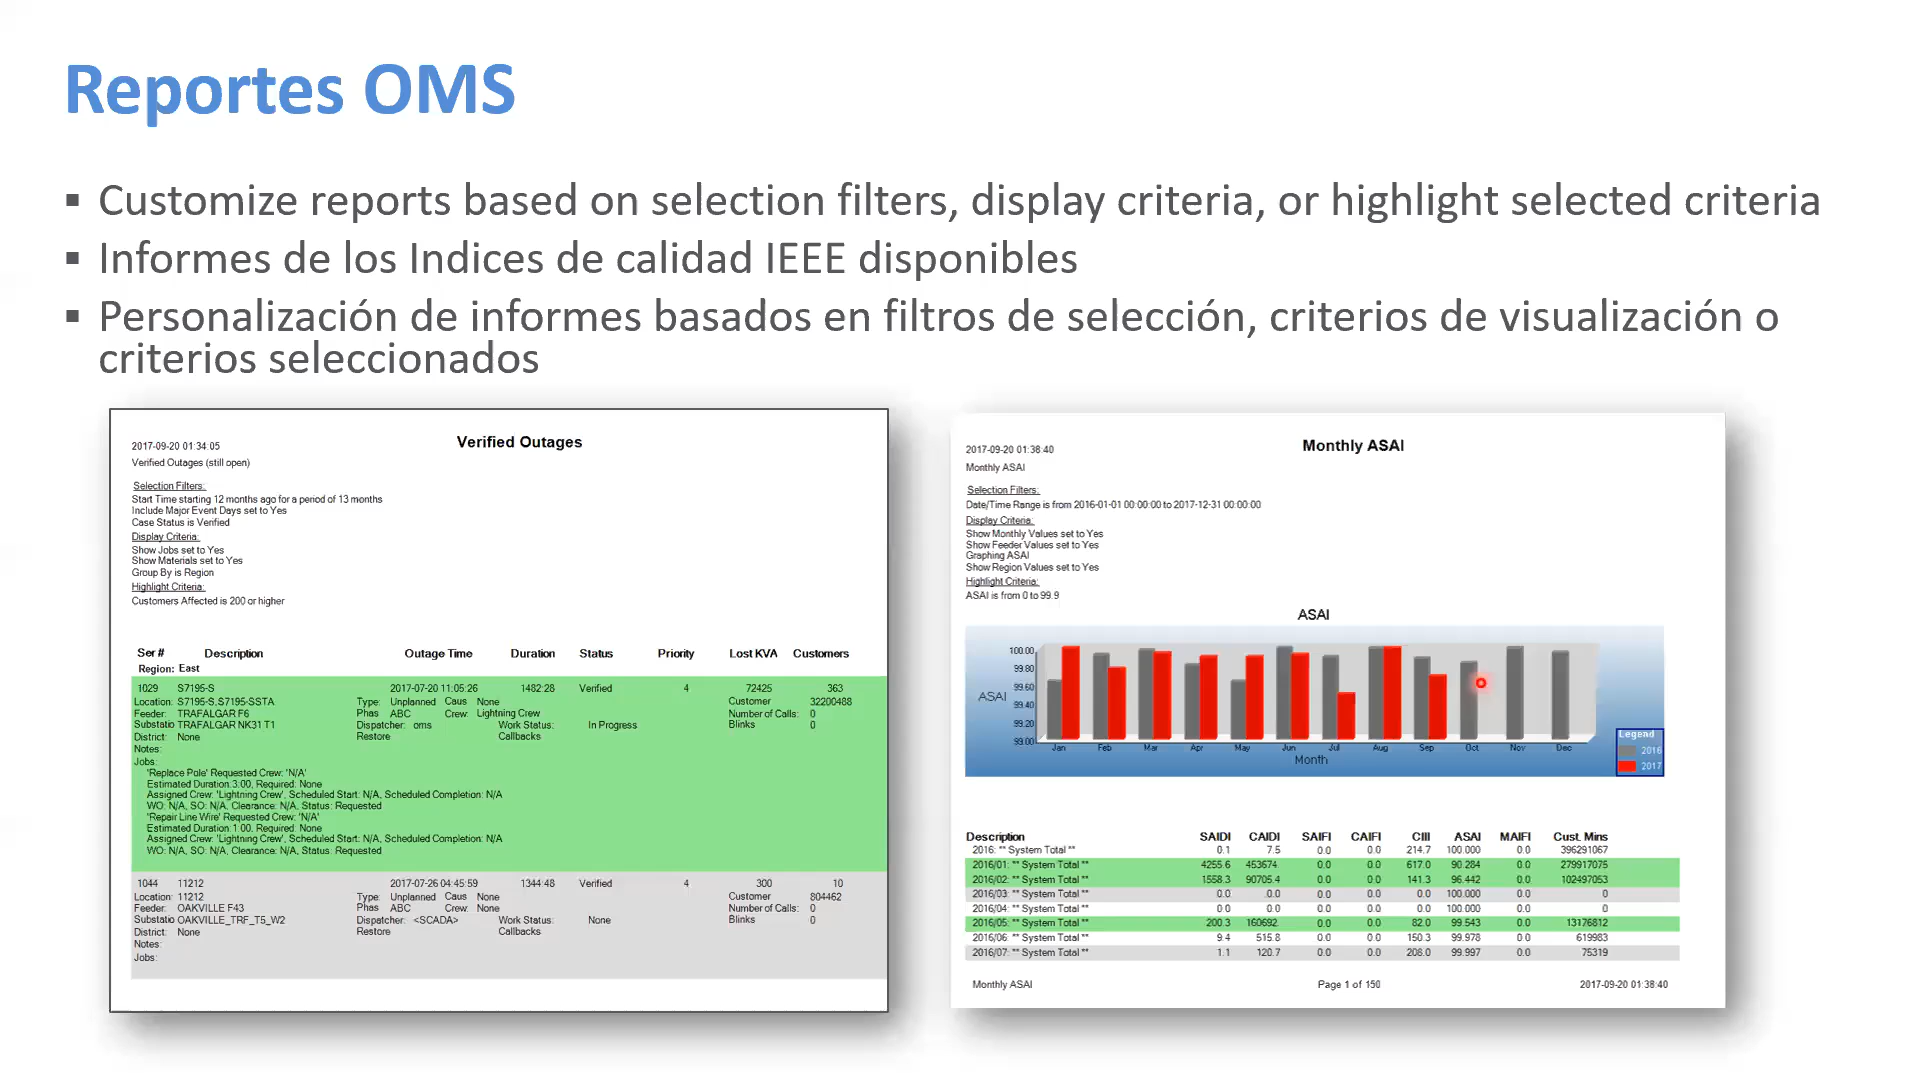 Reportes OMS
▪ Customize reports based on selection filters, display criteria, or highlight selected criteria
▪ Informes de los Indices de calidad IEEE disponibles
▪ Personalización de informes basados en filtros de selección, criterios de visualización o
criterios seleccionados
2017-09-20 01:34:05 Verified Outages
Verified Outages (still open)
Selection Filters:
Start Time starting 12 months ago for a period of 13 months
Include Major Event Days set to Yes
Case Status is Verified
Display Criteria:
Show Jobs set to Yes
Show Materials set to Yes
Group By is Region
Highlight Criteria:
Customers Affected is 200 or higher
Ser # Description Outage Time Duration Status Priority Lost KVA Customers
Region: East
1029 S7195-S 2017-07-20 11:05:26 1482:28 Verified 4 72425 363
Location: S7195-S,S7195-SSTA Type: Unplanned Caus None Customer 32200488
Feeder: TRAFALGAR F6 Phas ABC Crew: Lightning Crew Number of Calls: 0
Substatio TRAFALGAR NK31 T1 Dispatcher: oms Work Status: In Progress Blinks 0
District: None Restore Callbacks
Notes:
Jobs:
'Replace Pole' Requested Crew: 'N/A'
Estimated Duration:3.00, Required: None
Assigned Crew: 'Lightning Crew', Scheduled Start: N/A, Scheduled Completion: N/A
WO: N/A, SO: N/A, Clearance: N/A, Status: Requested
'Repair Line Wire' Requested Crew: 'N/A'
Estimated Duration:1.00, Required: None
Assigned Crew: 'Lightning Crew', Scheduled Start: N/A, Scheduled Completion: N/A
WO: N/A, SO: N/A, Clearance: N/A, Status: Requested
1044 11212 2017-07-26 04:45:59 1344:48 Verified 4 300 10
Location: 11212 Type: Unplanned Caus None Customer 804462
Feeder: OAKVILLE F43 Phas ABC Crew: None Number of Calls: 0
Substatio OAKVILLE_TRF_T5_W2 Dispatcher: <SCADA> Work Status: None Blinks 0
District: None Restore Callbacks
Notes:
Jobs:
2017-09-20 01:38:40 Monthly ASAI
Monthly ASAI
Selection Filters:
Date/Time Range is from 2016-01-01 00:00:00 to 2017-12-31 00:00:00
Display Criteria:
Show Monthly Values set to Yes
Show Feeder Values set to Yes
Graphing ASAI
Show Region Values set to Yes
Highlight Criteria:
ASAI is from 0 to 99.9
ASAI
100.00
99.80
99.60
ASAI
99.40
99.20
99.00
Jan Feb Mar Apr May Jun Jul Aug Sep Oct Nov Dec
Month
Legend
2016
2017
Description SAIDI CAIDI SAIFI CAIFI CIII ASAI MAIFI Cust. Mins
2016: ** System Total ** 0.1 7.5 0.0 0.0 214.7 100.000 0.0 396291067
2016/01: ** System Total ** 4255.6 453674. 0.0 0.0 617.0 90.284 0.0 279917075
2016/02: ** System Total ** 1558.3 90705.4 0.0 0.0 141.3 96.442 0.0 102497053
2016/03: ** System Total ** 0.0 0.0 0.0 0.0 0.0 100.000 0.0 0
2016/04: ** System Total ** 0.0 0.0 0.0 0.0 0.0 100.000 0.0 0
2016/05: ** System Total ** 200.3 160692. 0.0 0.0 82.0 99.543 0.0 13176812
2016/06: ** System Total ** 9.4 515.8 0.0 0.0 150.3 99.978 0.0 619983
2016/07: ** System Total ** 1.1 120.7 0.0 0.0 208.0 99.997 0.0 75319
Monthly ASAI Page 1 of 150 2017-09-20 01:38:40